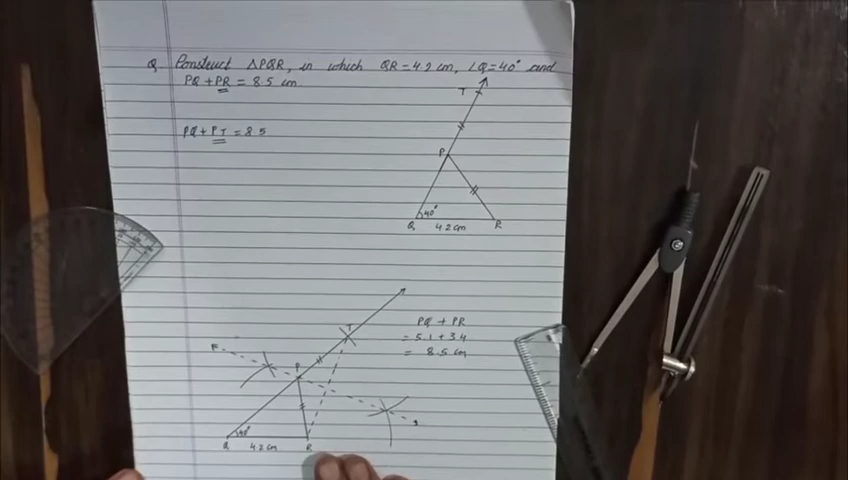 Q Construct ΔPQR, in which QR = 4.2 cm, ∠Q = 40° and
PQ + PR = 8.5 cm
T
PQ + PT = 8.5
P
40°
Q
4.2 cm
R
PQ + PR
= 5.1 + 3.4
= 8.5 cm
T
P
40°
Q
4.2 cm
R